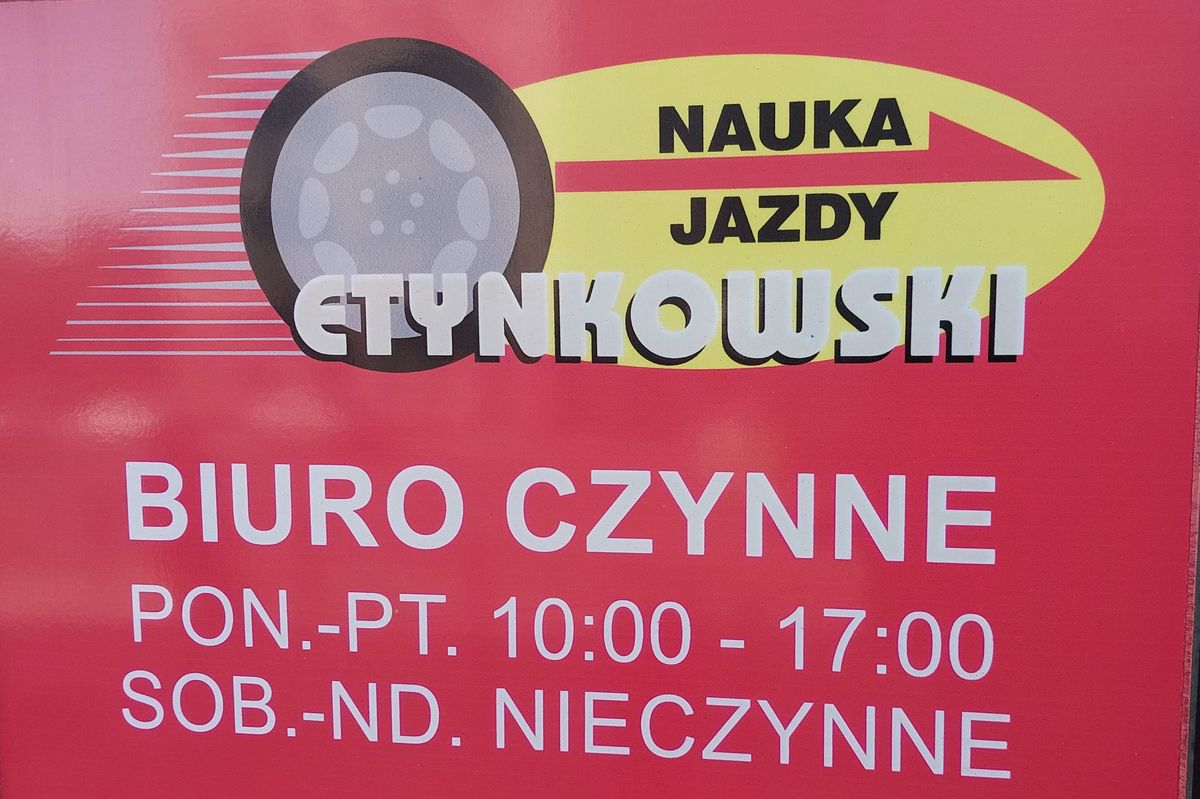 NAUKA
JAZDY
ETYNKOWSKI
BIURO CZYNNE
PON.-PT. 10:00 - 17:00
SOB.-ND. NIECZYNNE